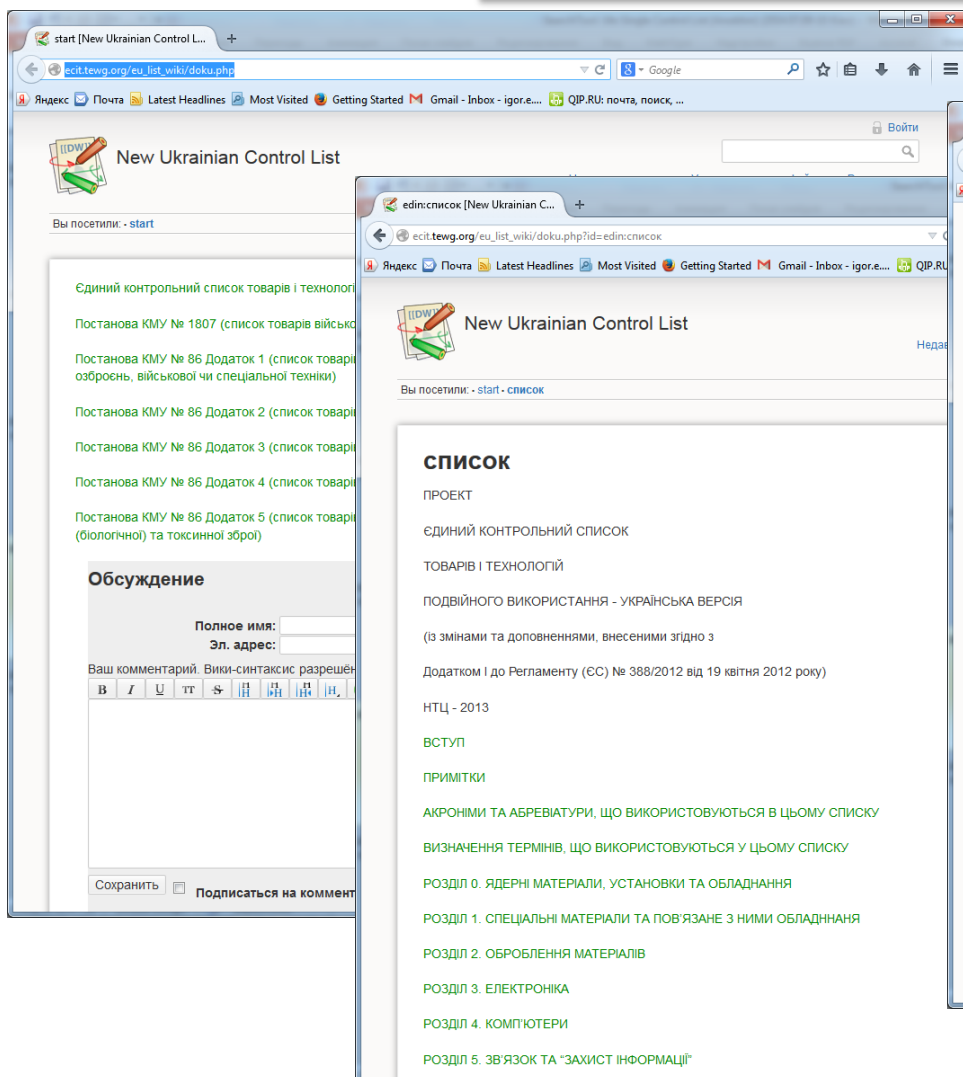 start [New Ukrainian Control L...
ecit.tewg.org/eu_list_wiki/doku.php
Google
Яндекс Почта Latest Headlines Most Visited Getting Started Gmail - Inbox - igor.e.... QIP.RU: почта, поиск, ...
Войти
[[DW]]
New Ukrainian Control List
Вы посетили: • start
Єдиний контрольний список товарів і технологі
Постанова КМУ № 1807 (список товарів військо
Постанова КМУ № 86 Додаток 1 (список товарі
озброєнь, військової чи спеціальної техніки)
Постанова КМУ № 86 Додаток 2 (список товарі
Постанова КМУ № 86 Додаток 3 (список товарі
Постанова КМУ № 86 Додаток 4 (список товарі
Постанова КМУ № 86 Додаток 5 (список товарі
(біологічної) та токсинної зброї)
Обсуждение
Полное имя:
Эл. адрес:
Ваш комментарий. Вики-синтаксис разрешён
B I U TT S H H H H
Сохранить Подписаться на коммент
edin:список [New Ukrainian C...
ecit.tewg.org/eu_list_wiki/doku.php?id=edin:список
Яндекс Почта Latest Headlines Most Visited Getting Started Gmail - Inbox - igor.e.... QIP.RU
[[DW]]
New Ukrainian Control List
Недав
Вы посетили: • start • список
список
ПРОЕКТ
ЄДИНИЙ КОНТРОЛЬНИЙ СПИСОК
ТОВАРІВ І ТЕХНОЛОГІЙ
ПОДВІЙНОГО ВИКОРИСТАННЯ - УКРАЇНСЬКА ВЕРСІЯ
(із змінами та доповненнями, внесеними згідно з
Додатком I до Регламенту (ЄС) № 388/2012 від 19 квітня 2012 року)
НТЦ - 2013
ВСТУП
ПРИМІТКИ
АКРОНІМИ ТА АБРЕВІАТУРИ, ЩО ВИКОРИСТОВУЮТЬСЯ В ЦЬОМУ СПИСКУ
ВИЗНАЧЕННЯ ТЕРМІНІВ, ЩО ВИКОРИСТОВУЮТЬСЯ У ЦЬОМУ СПИСКУ
РОЗДІЛ 0. ЯДЕРНІ МАТЕРІАЛИ, УСТАНОВКИ ТА ОБЛАДНАННЯ
РОЗДІЛ 1. СПЕЦІАЛЬНІ МАТЕРІАЛИ ТА ПОВ'ЯЗАНЕ З НИМИ ОБЛАДННАНЯ
РОЗДІЛ 2. ОБРОБЛЕННЯ МАТЕРІАЛІВ
РОЗДІЛ 3. ЕЛЕКТРОНІКА
РОЗДІЛ 4. КОМП'ЮТЕРИ
РОЗДІЛ 5. ЗВ'ЯЗОК ТА “ЗАХИСТ ІНФОРМАЦІЇ”